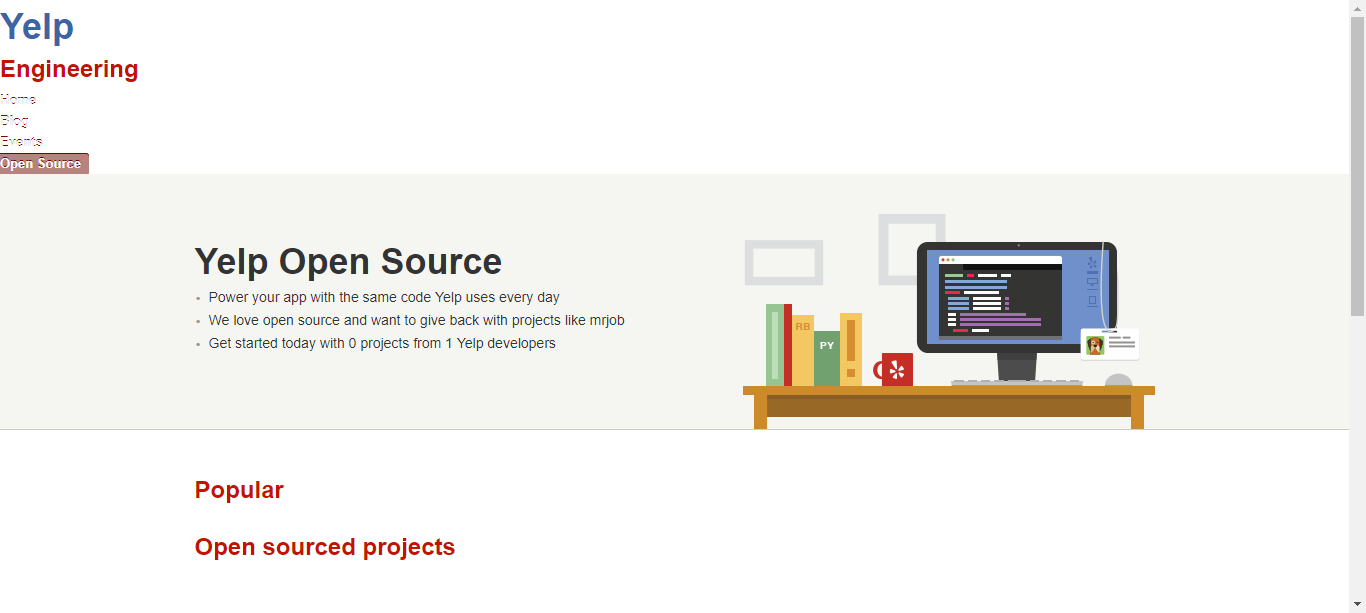 Yelp
Engineering
Home
Blog
Events
Open Source
Yelp Open Source
Power your app with the same code Yelp uses every day
We love open source and want to give back with projects like mrjob
Get started today with 0 projects from 1 Yelp developers
RB
PY
Popular
Open sourced projects